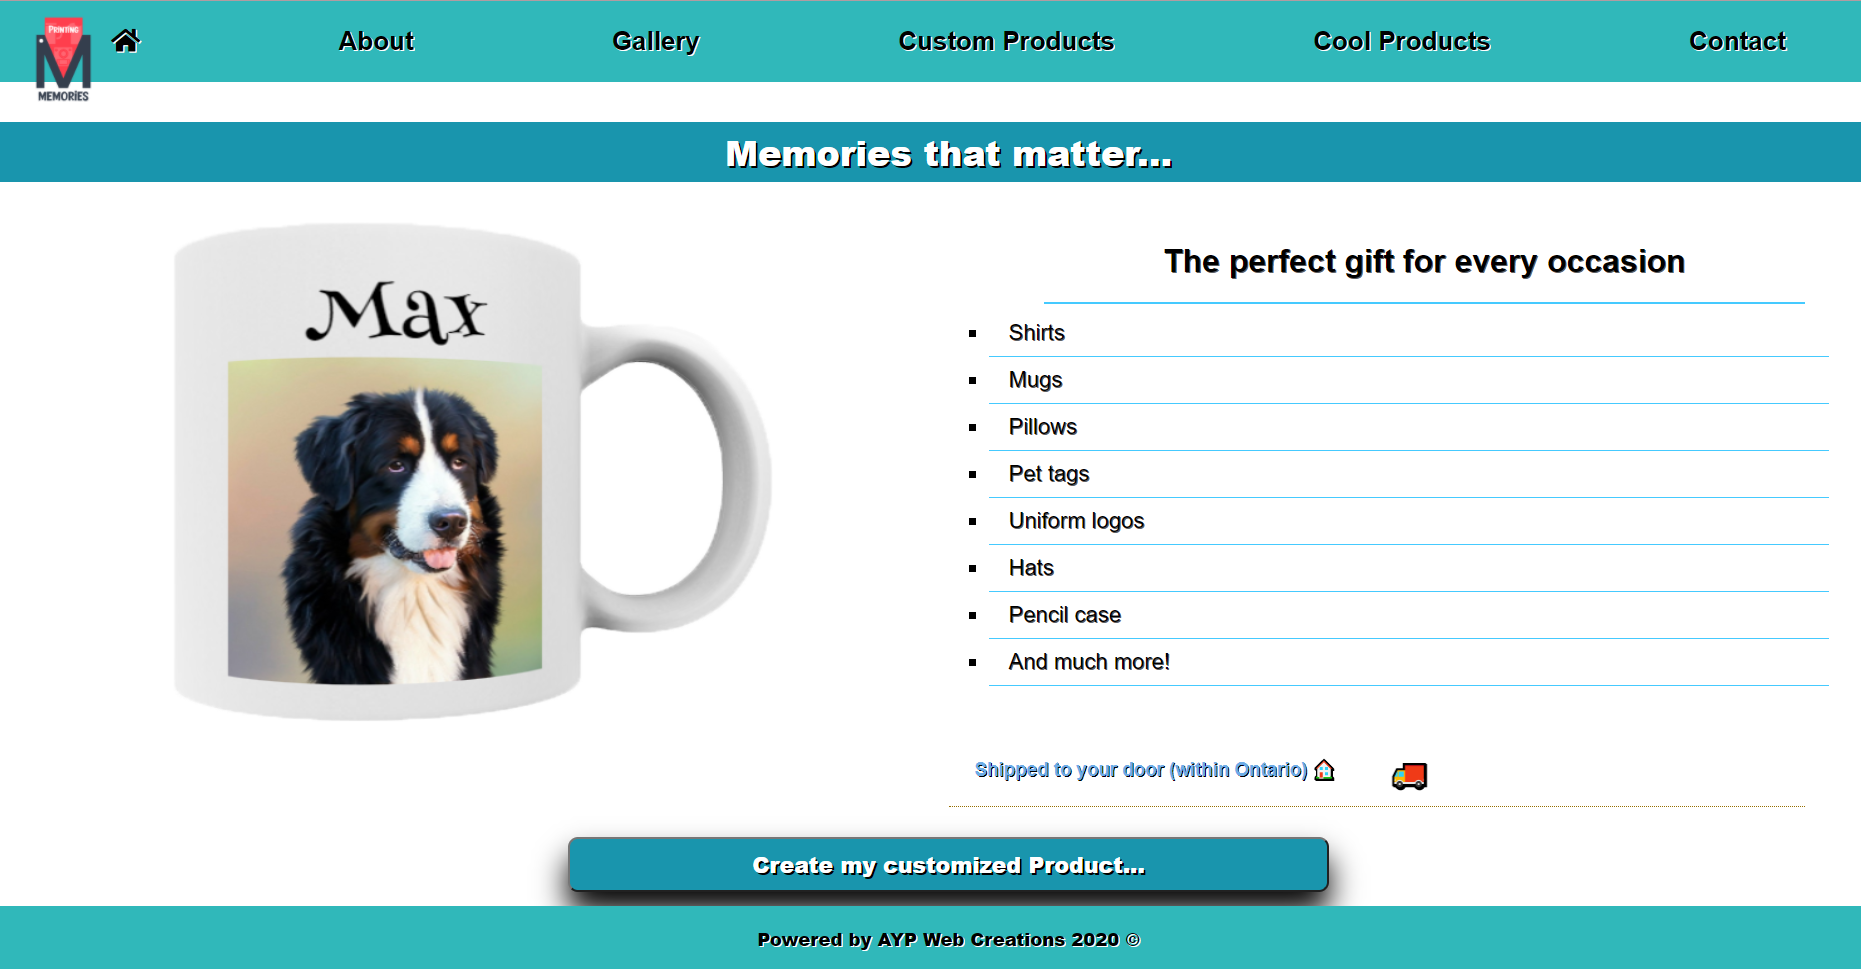 PRINTING
MEMORIES
About
Gallery
Custom Products
Cool Products
Contact
Memories that matter...
Max
The perfect gift for every occasion
Shirts
Mugs
Pillows
Pet tags
Uniform logos
Hats
Pencil case
And much more!
Shipped to your door (within Ontario)
Create my customized Product...
Powered by AYP Web Creations 2020 ©